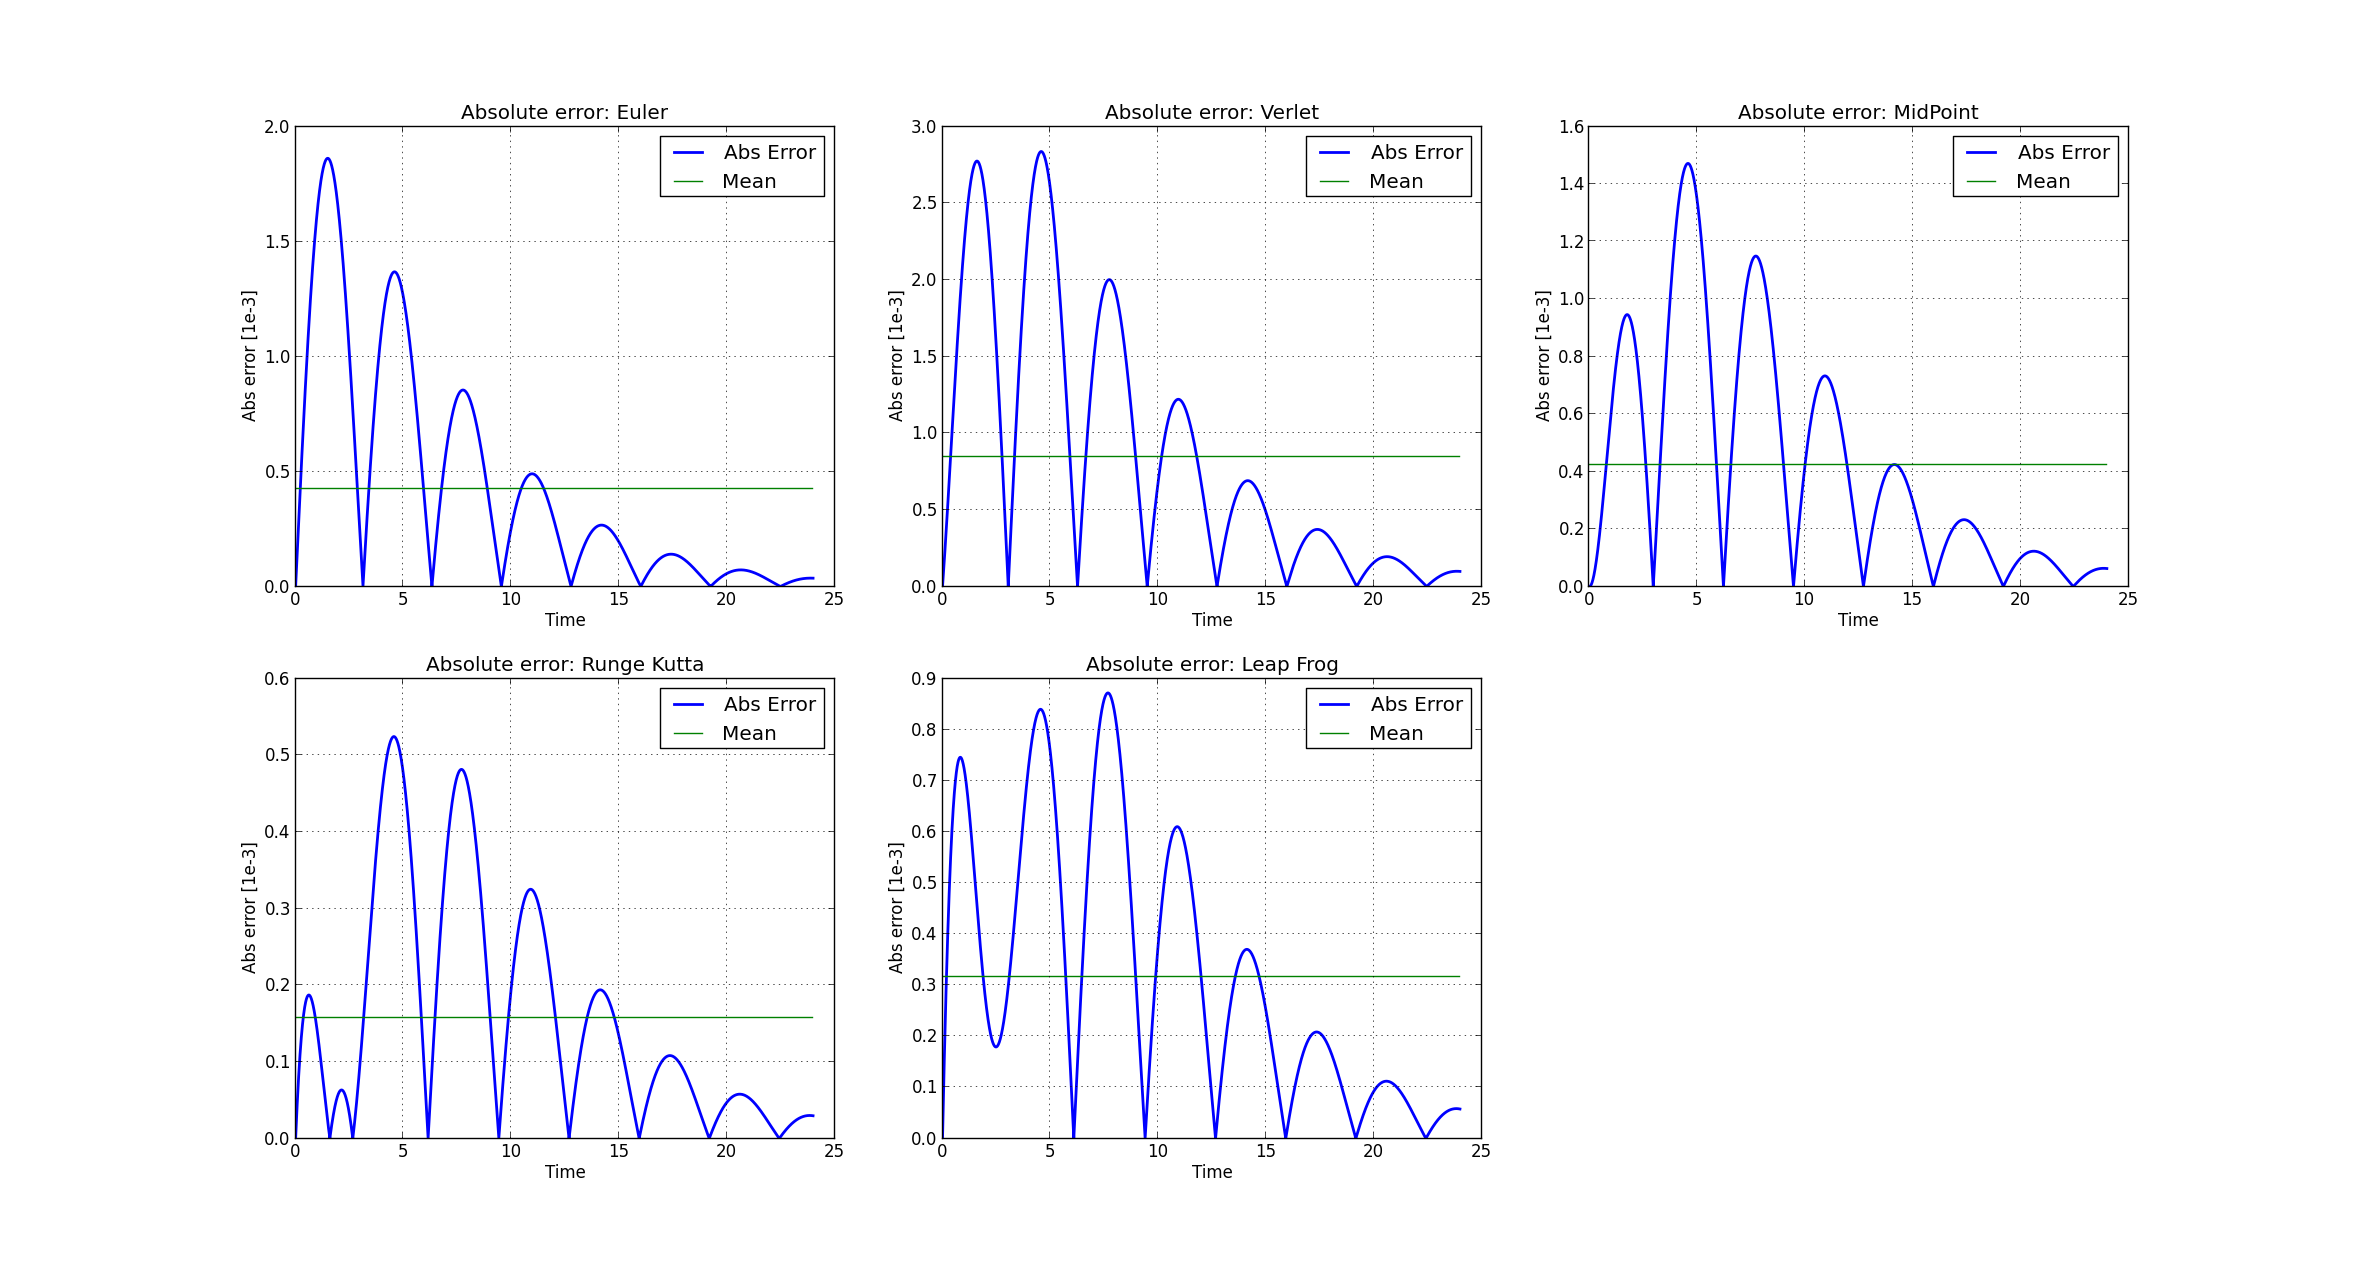 Absolute error: Euler
2.0
1.5
1.0
0.5
0.0
Abs error [1e-3]
Abs Error
Mean
0 5 10 15 20 25
Time
Absolute error: Verlet
3.0
2.5
2.0
1.5
1.0
0.5
0.0
Abs error [1e-3]
Abs Error
Mean
0 5 10 15 20 25
Time
Absolute error: MidPoint
1.6
1.4
1.2
1.0
0.8
0.6
0.4
0.2
0.0
Abs error [1e-3]
Abs Error
Mean
0 5 10 15 20 25
Time
Absolute error: Runge Kutta
0.6
0.5
0.4
0.3
0.2
0.1
0.0
Abs error [1e-3]
Abs Error
Mean
0 5 10 15 20 25
Time
Absolute error: Leap Frog
0.9
0.8
0.7
0.6
0.5
0.4
0.3
0.2
0.1
0.0
Abs error [1e-3]
Abs Error
Mean
0 5 10 15 20 25
Time